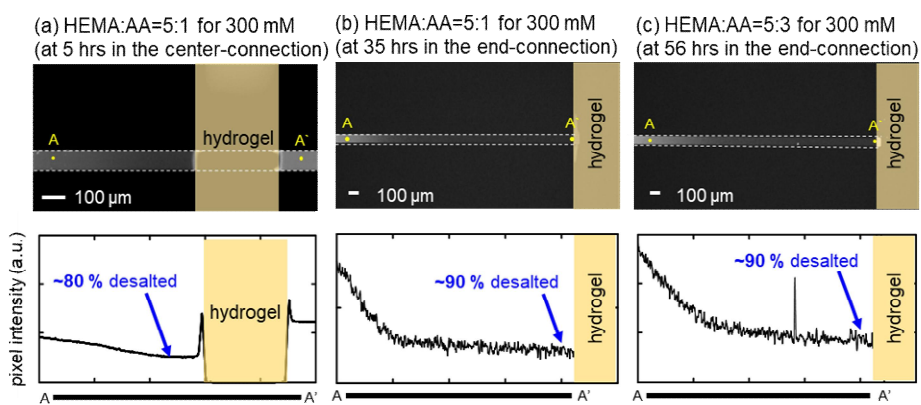 (a) HEMA:AA=5:1 for 300 mM
(at 5 hrs in the center-connection)
(b) HEMA:AA=5:1 for 300 mM
(at 35 hrs in the end-connection)
(c) HEMA:AA=5:3 for 300 mM
(at 56 hrs in the end-connection)
A
hydrogel
A`
100 μm
A
A`
hydrogel
100 μm
A
A`
hydrogel
100 μm
pixel intensity (a.u.)
~80 % desalted
hydrogel
A
A'
~90 % desalted
hydrogel
A
A'
~90 % desalted
hydrogel
A
A'